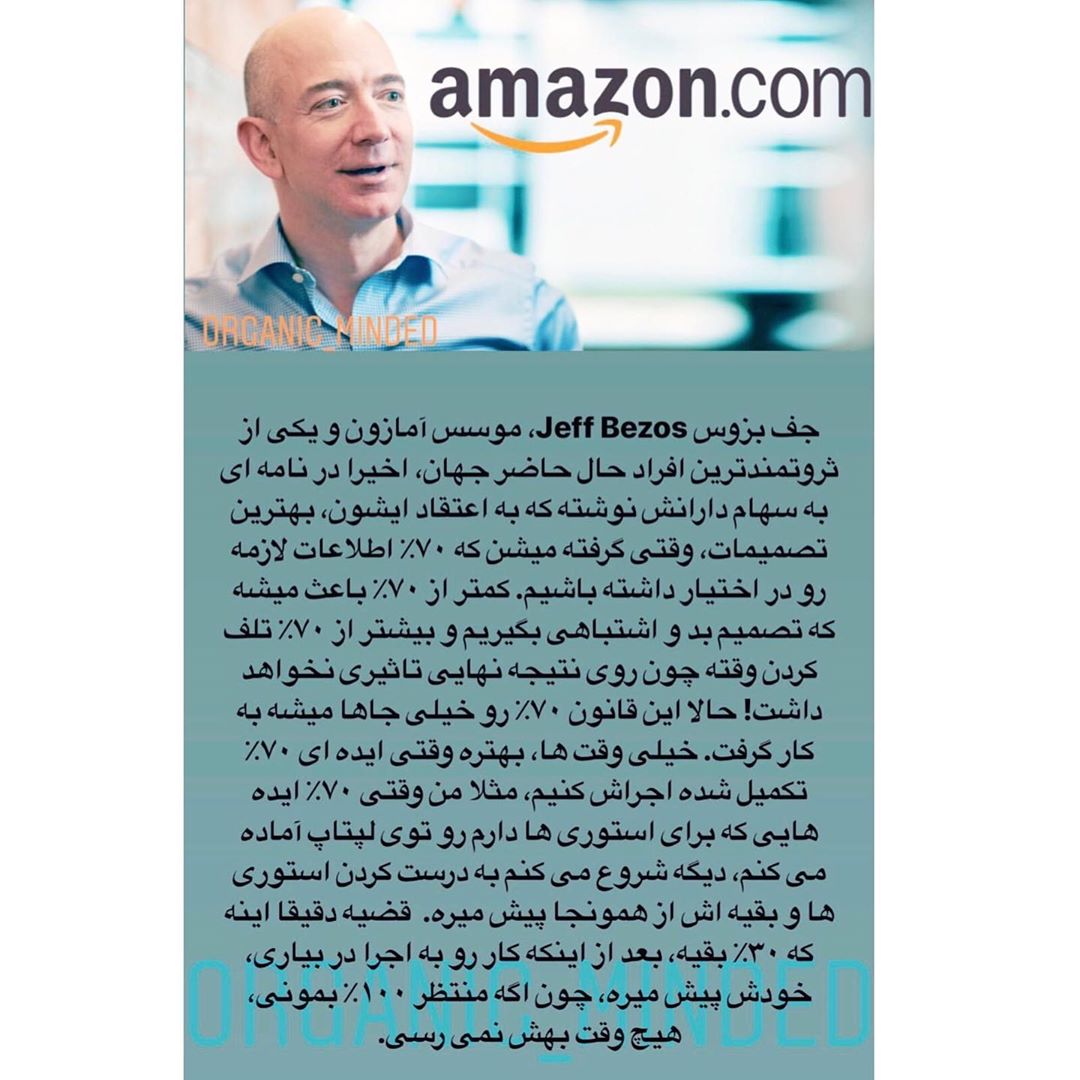 amazon.com
ORGANIC_MINDED
جف بزوس Jeff Bezos، موسس آمازون و یکی از
ثروتمندترین افراد حال حاضر جهان، اخیرا در نامه ای
به سهام دارانش نوشته که به اعتقاد ایشون، بهترین
تصمیمات، وقتی گرفته میشن که ۷۰٪ اطلاعات لازمه
رو در اختیار داشته باشیم. کمتر از ۷۰٪ باعث میشه
که تصمیم بد و اشتباهی بگیریم و بیشتر از ۷۰٪ تلف
کردن وقته چون روی نتیجه نهایی تاثیری نخواهد
داشت! حالا این قانون ۷۰٪ رو خیلی جاها میشه به
کار گرفت. خیلی وقت ها، بهتره وقتی ایده ای ۷۰٪
تکمیل شده اجراش کنیم، مثلا من وقتی ۷۰٪ ایده
هایی که برای استوری ها دارم رو توی لپتاپ آماده
می کنم، دیگه شروع می کنم به درست کردن استوری
ها و بقیه اش از همونجا پیش میره. قضیه دقیقا اینه
که ۳۰٪ بقیه، بعد از اینکه کار رو به اجرا در بیاری،
خودش پیش میره، چون اگه منتظر ۱۰۰٪ بمونی،
هیچ وقت بهش نمی رسی.
ORGANIC_MINDED